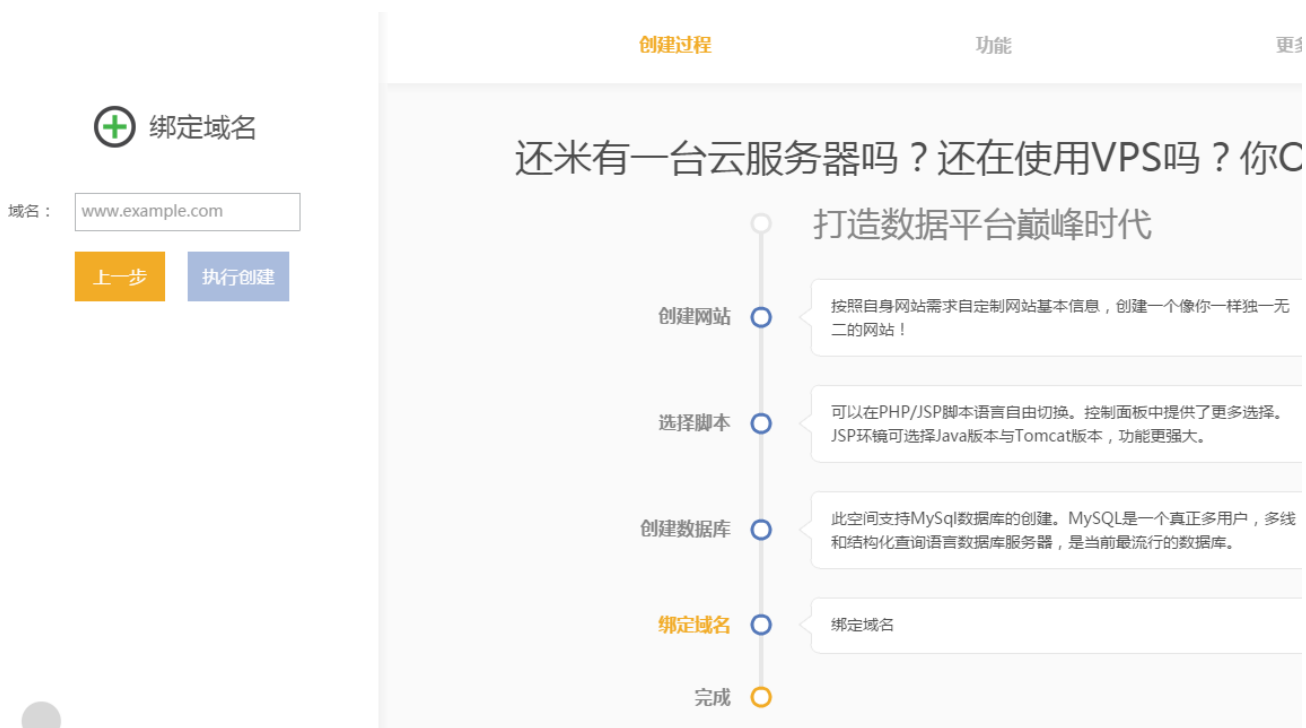 创建过程
功能
更多
绑定域名
域名：
www.example.com
上一步
执行创建
还米有一台云服务器吗？还在使用VPS吗？你O
打造数据平台巅峰时代
创建网站
按照自身网站需求自定制网站基本信息，创建一个像你一样独一无
二的网站！
选择脚本
可以在PHP/JSP脚本语言自由切换。控制面板中提供了更多选择。
JSP环镜可选择Java版本与Tomcat版本，功能更强大。
创建数据库
此空间支持MySql数据库的创建。MySQL是一个真正多用户，多线
和结构化查询语言数据库服务器，是当前最流行的数据库。
绑定域名
绑定域名
完成